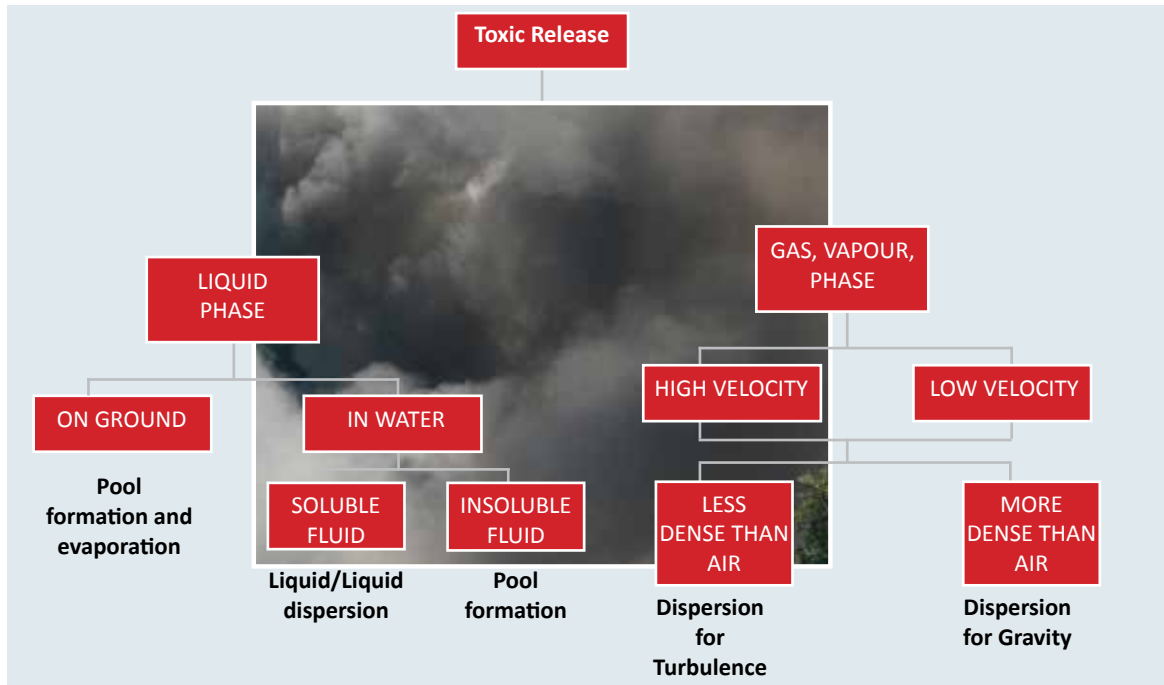 Toxic Release
LIQUID
PHASE
GAS, VAPOUR,
PHASE
ON GROUND
IN WATER
HIGH VELOCITY
LOW VELOCITY
Pool
formation and
evaporation
SOLUBLE
FLUID
INSOLUBLE
FLUID
LESS
DENSE THAN
AIR
MORE
DENSE THAN
AIR
Liquid/Liquid
dispersion
Pool
formation
Dispersion
for
Turbulence
Dispersion
for Gravity